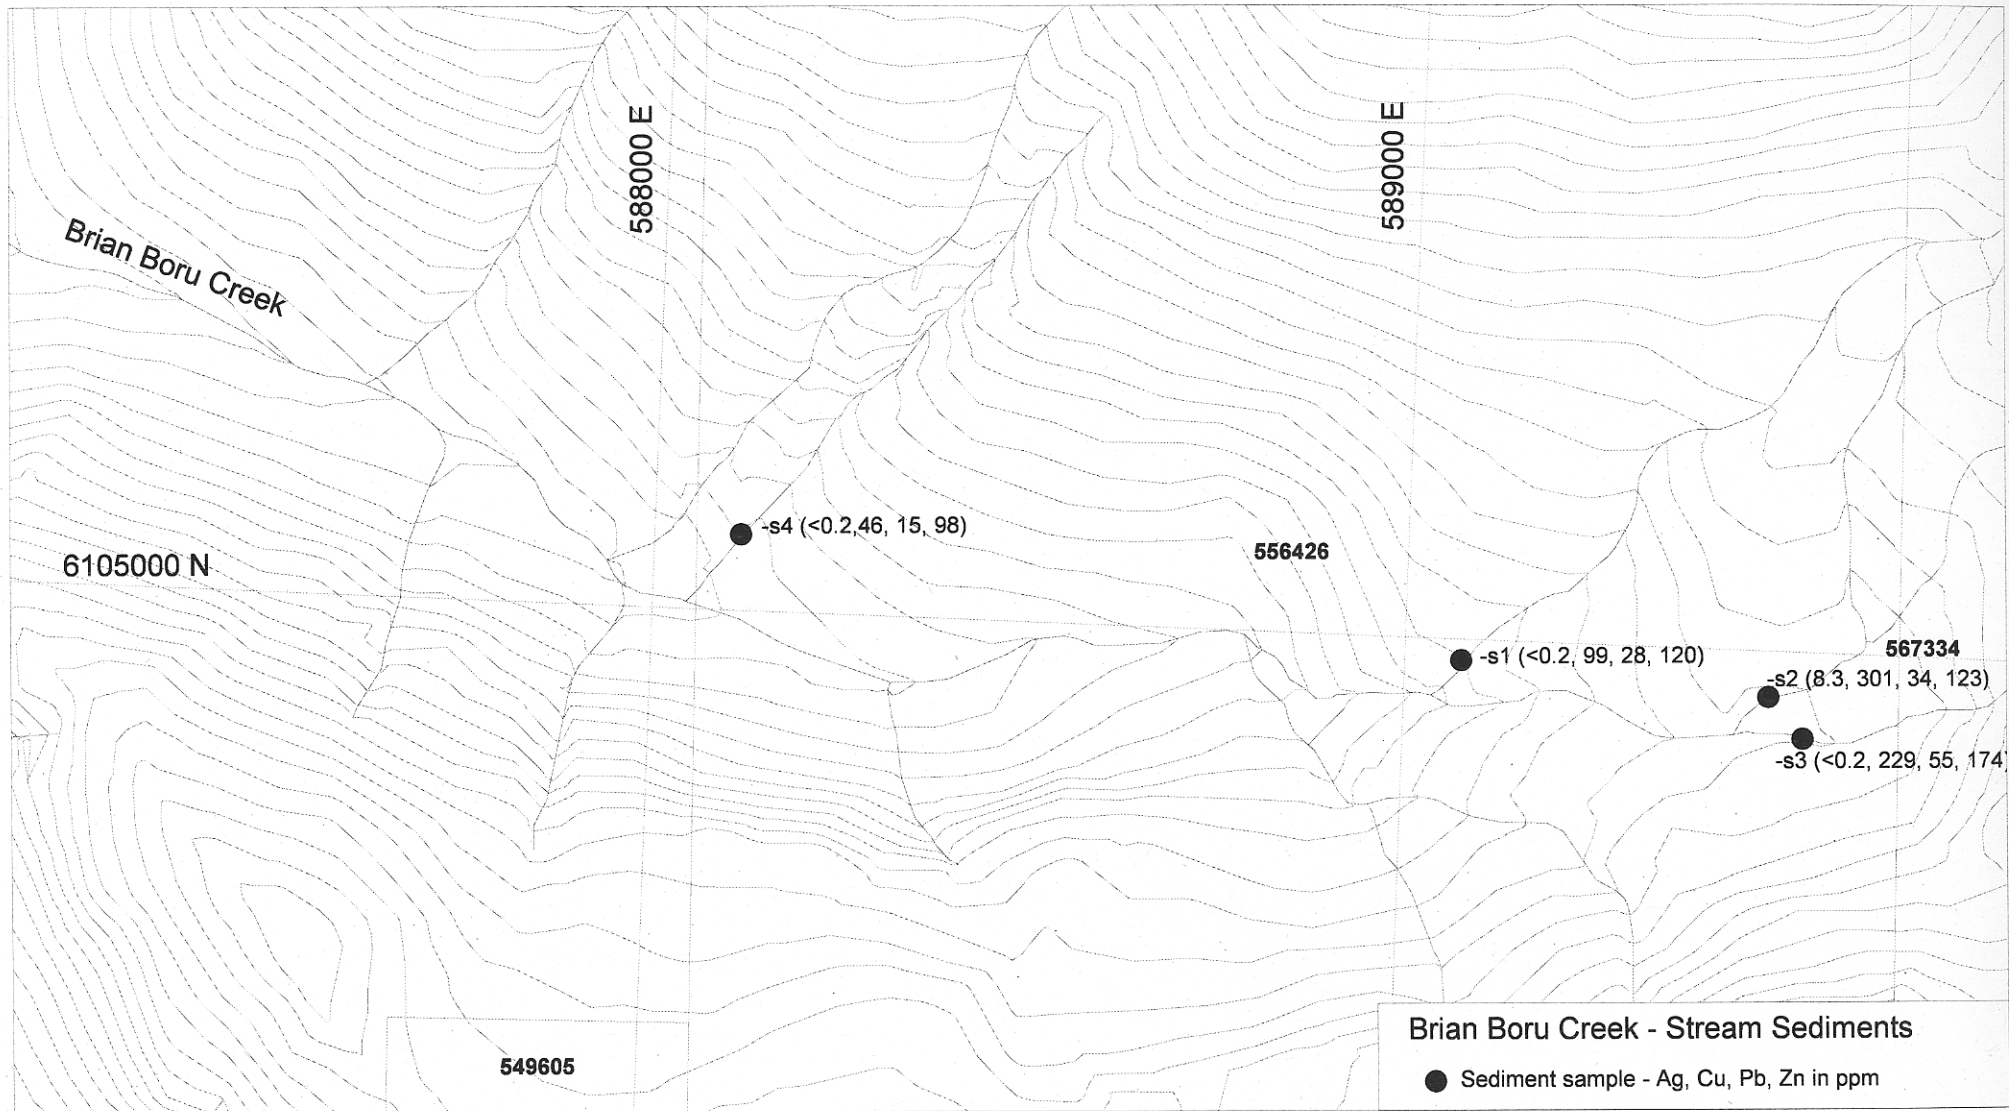 588000 E
589000 E
Brian Boru Creek
6105000 N
-s4 (<0.2,46, 15, 98)
556426
-s1 (<0.2, 99, 28, 120)
567334
-s2 (8.3, 301, 34, 123)
-s3 (<0.2, 229, 55, 174)
549605
Brian Boru Creek - Stream Sediments
Sediment sample - Ag, Cu, Pb, Zn in ppm